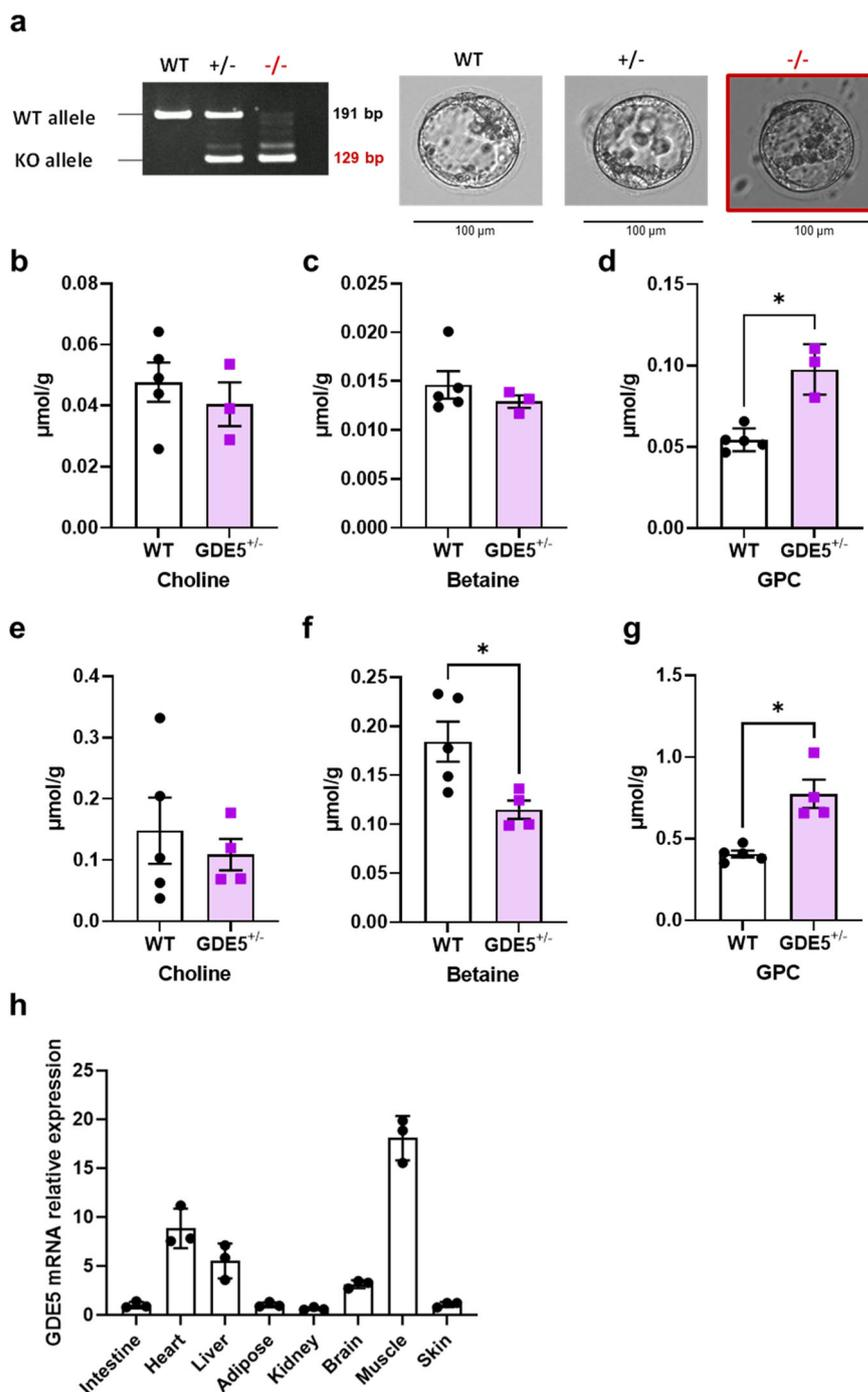 a
WT +/- -/-
WT allele
KO allele
191 bp
129 bp
WT +/- -/-
100 µm 100 µm 100 µm
b
µmol/g
0.08
0.06
0.04
0.02
0.00
WT GDE5+/-
Choline
c
µmol/g
0.025
0.020
0.015
0.010
0.005
0.000
WT GDE5+/-
Betaine
d
µmol/g
0.15
0.10
0.05
0.00
*
WT GDE5+/-
GPC
e
µmol/g
0.4
0.3
0.2
0.1
0.0
WT GDE5+/-
Choline
f
µmol/g
0.25
0.20
0.15
0.10
0.05
0.00
*
WT GDE5+/-
Betaine
g
µmol/g
1.5
1.0
0.5
0.0
*
WT GDE5+/-
GPC
h
GDE5 mRNA relative expression
25
20
15
10
5
0
Intestine Heart Liver Adipose Kidney Brain Muscle Skin